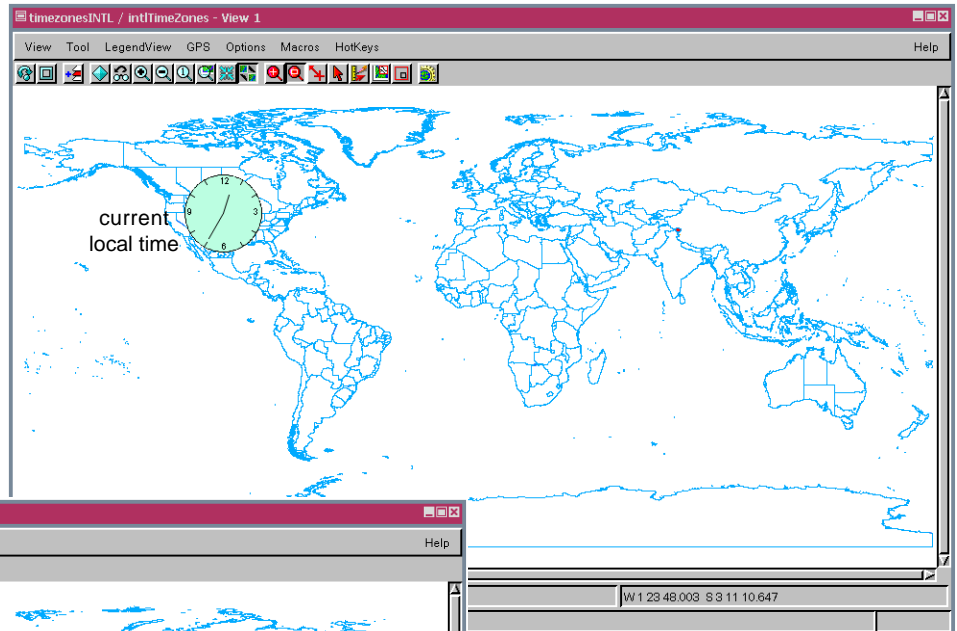 timezonesINTL / intlTimeZones - View 1
View Tool LegendView GPS Options Macros HotKeys Help
12
9 3
6
current
local time
Help
W 1 23 48.003 S 3 11 10.647